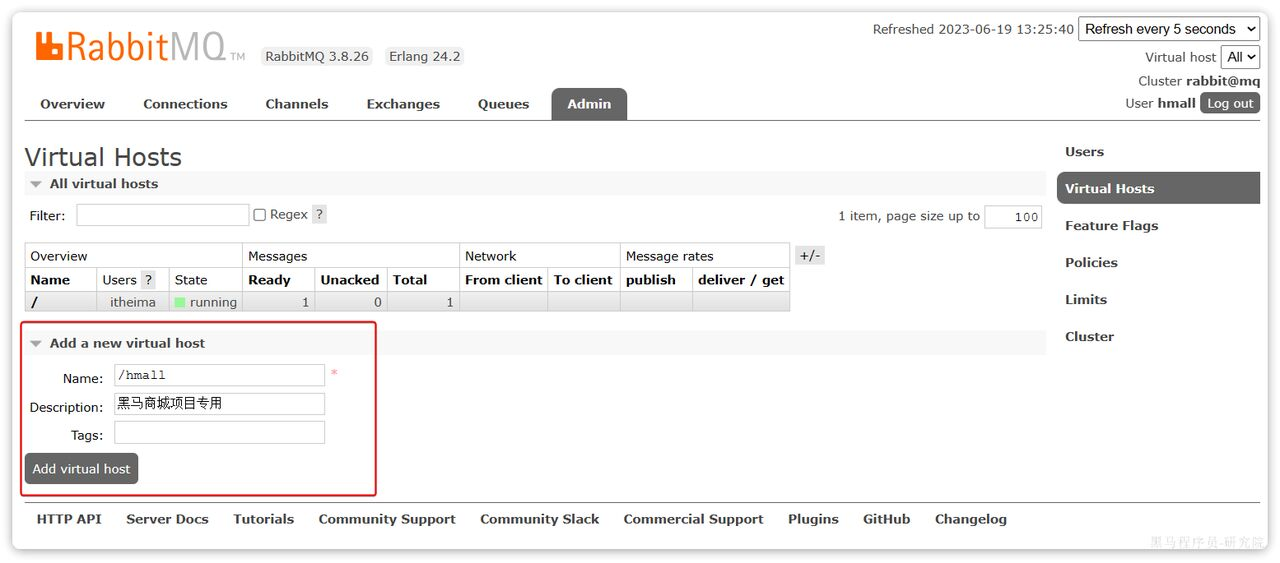 Refreshed 2023-06-19 13:25:40 Refresh every 5 seconds
RabbitMQ TM RabbitMQ 3.8.26 Erlang 24.2
Virtual host All
Cluster rabbit@mq
User hmall Log out
Overview Connections Channels Exchanges Queues Admin
Virtual Hosts
All virtual hosts
Filter: Regex ? 1 item, page size up to 100
Overview Messages Network Message rates +/-
Name Users ? State Ready Unacked Total From client To client publish deliver / get
/ itheima running 1 0 1
Add a new virtual host
Name: /hmall *
Description: 黑马商城项目专用
Tags:
Add virtual host
Users
Virtual Hosts
Feature Flags
Policies
Limits
Cluster
HTTP API Server Docs Tutorials Community Support Community Slack Commercial Support Plugins GitHub Changelog
黑马程序员-研究院